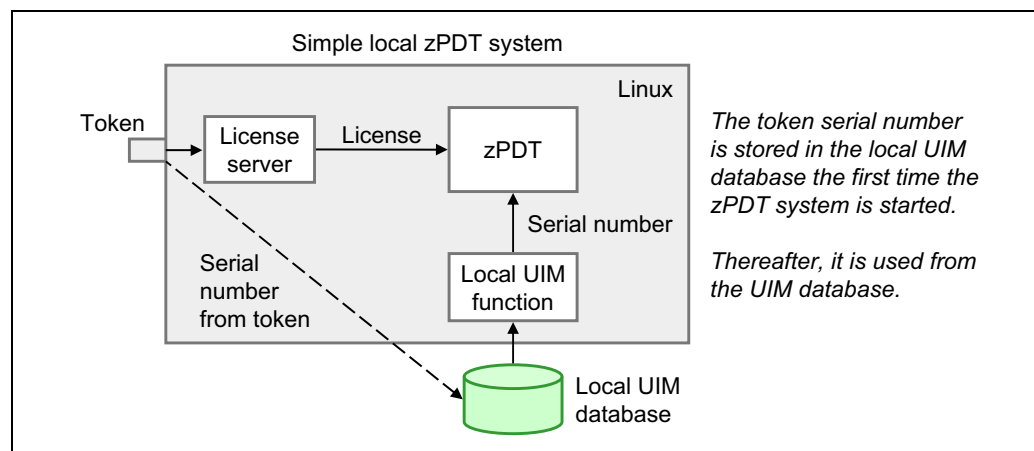 Simple local zPDT system
Linux
Token
License
server
License
zPDT
The token serial number
is stored in the local UIM
database the first time the
zPDT system is started.
Thereafter, it is used from
the UIM database.
Serial number
Serial
number
from token
Local UIM
function
Local UIM
database